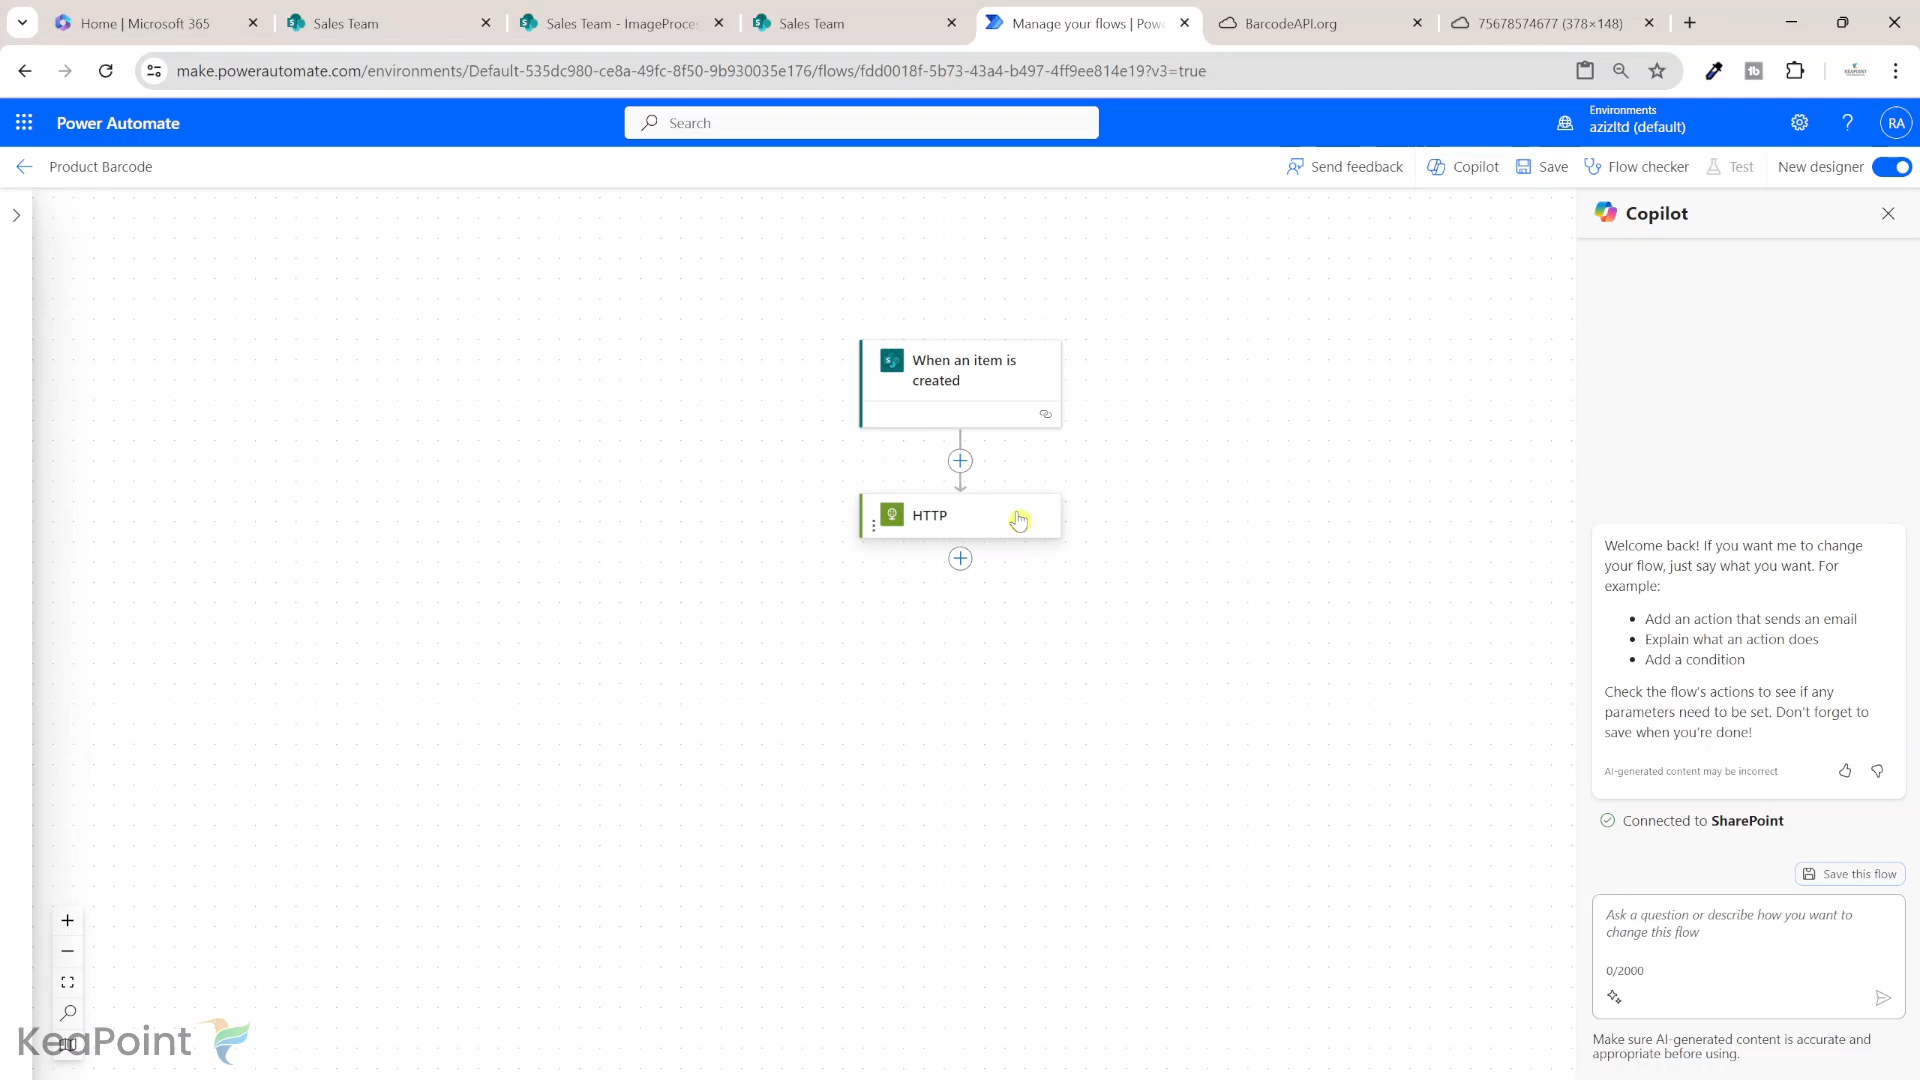 Home | Microsoft 365
Sales Team
Sales Team - ImageProces
Sales Team
Manage your flows | Pow
BarcodeAPI.org
75678574677 (378×148)
make.powerautomate.com/environments/Default-535dc980-ce8a-49fc-8f50-9b930035e176/flows/fdd0018f-5b73-43a4-b497-4ff9ee814e19?v3=true
KEAPOINT
Power Automate
Search
Environments
azizltd (default)
RA
Product Barcode
Send feedback
Copilot
Save
Flow checker
Test
New designer
Copilot
When an item is
created
HTTP
Welcome back! If you want me to change
your flow, just say what you want. For
example:
• Add an action that sends an email
• Explain what an action does
• Add a condition
Check the flow's actions to see if any
parameters need to be set. Don't forget to
save when you're done!
AI-generated content may be incorrect
Connected to SharePoint
Save this flow
Ask a question or describe how you want to
change this flow
0/2000
Make sure AI-generated content is accurate and
appropriate before using.
KeaPoint